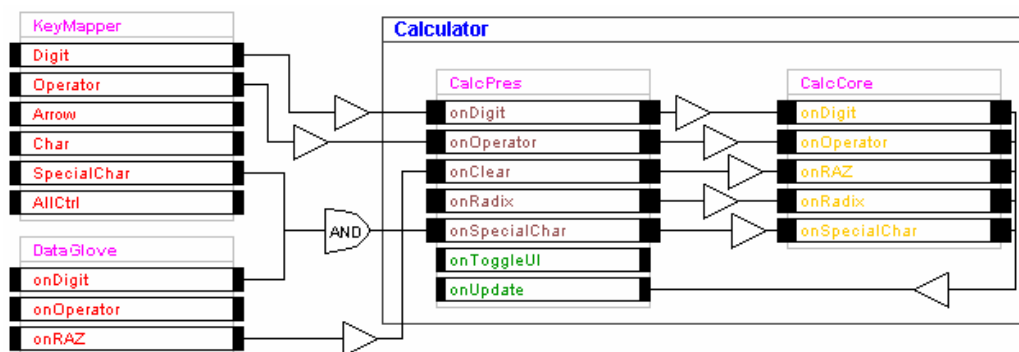 KeyMapper
Digit
Operator
Arrow
Char
SpecialChar
AllCtrl
DataGlove
onDigit
onOperator
onRAZ
AND
Calculator
CalcPres
onDigit
onOperator
onClear
onRadix
onSpecialChar
onToggleUI
onUpdate
CalcCore
onDigit
onOperator
onRAZ
onRadix
onSpecialChar